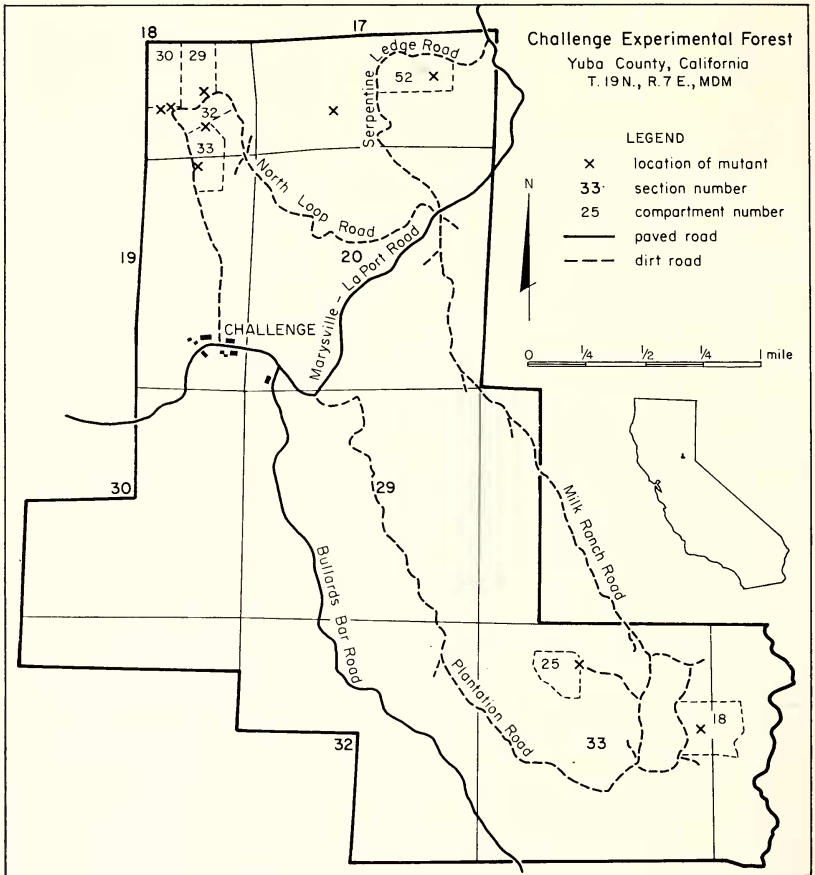 Challenge Experimental Forest
Yuba County, California
T. 19 N., R. 7 E., MDM
LEGEND
× location of mutant
33 section number
25 compartment number
paved road
dirt road
N
0 1/4 1/2 1/4 1 mile
18
17
30
29
32
33
52
Ledge Road
Serpentine
North Loop Road
20
19
Marysville - La Port Road
CHALLENGE
30
29
Milk Ranch Road
Bullards Bar Road
Plantation Road
25
18
33
32